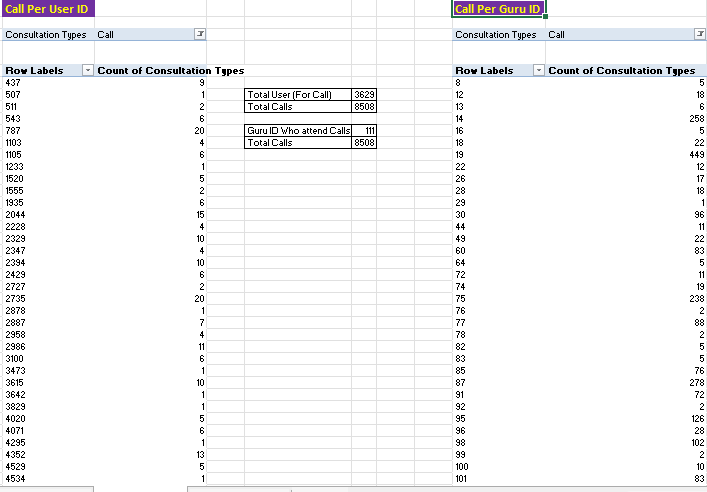 Call Per User ID Call Per Guru ID
Consultation Types Call Consultation Types Call
Row Labels Count of Consultation Types Row Labels Count of Consultation Types
437 9 8 5
507 1 Total User (For Call) 3629 12 18
511 2 Total Calls 8508 13 6
543 6 14 258
787 20 Guru ID Who attend Calls 111 16 5
1103 4 Total Calls 8508 18 22
1105 6 19 449
1233 1 22 12
1520 5 26 17
1555 2 28 18
1935 6 29 1
2044 15 30 96
2228 4 44 11
2329 10 49 22
2347 4 60 83
2394 10 64 5
2429 6 72 11
2727 2 74 19
2735 20 75 238
2878 1 76 2
2887 7 77 88
2958 4 78 2
2986 11 82 5
3100 6 83 5
3473 1 85 76
3615 10 87 278
3642 1 91 72
3829 1 92 2
4020 5 95 126
4071 6 96 28
4295 1 98 102
4352 13 99 2
4529 5 100 10
4534 1 101 83